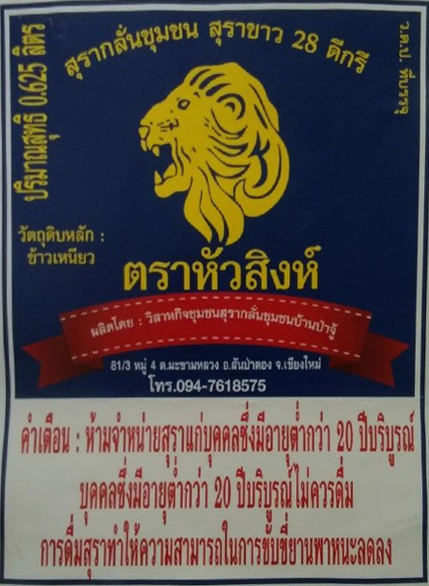 สุรากลั่นชุมชน สุราขาว 28 ดีกรี
ปริมาณสุทธิ 0.625 ลิตร
ว.ด.ป. ที่บรรจุ
วัตถุดิบหลัก :
ข้าวเหนียว
ตราหัวสิงห์
ผลิตโดย : วิสาหกิจชุมชนสุรากลั่นชุมชนบ้านป่าจู้
81/3 หมู่ 4 ต.มะขามหลวง อ.สันป่าตอง จ.เชียงใหม่
โทร.094-7618575
คำเตือน : ห้ามจำหน่ายสุราแก่บุคคลซึ่งมีอายุต่ำกว่า 20 ปีบริบูรณ์
บุคคลซึ่งมีอายุต่ำกว่า 20 ปีบริบูรณ์ไม่ควรดื่ม
การดื่มสุราทำให้ความสามารถในการขับขี่ยานพาหนะลดลง